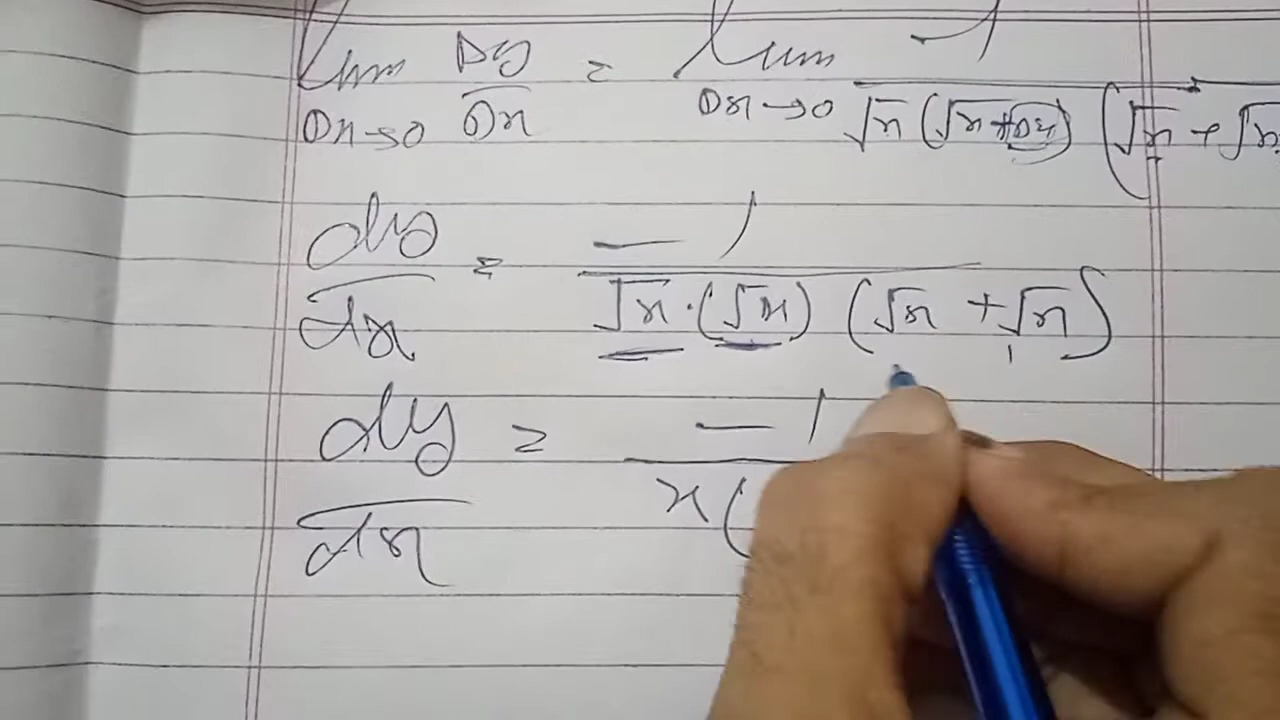 lim Δy/Δx = lim -1
Δx→0 Δx→0 √x (√x+Δx) (√x + √x
dy/dx = -1/√x·(√x) (√x + √x)
dy/dx = -1/x(